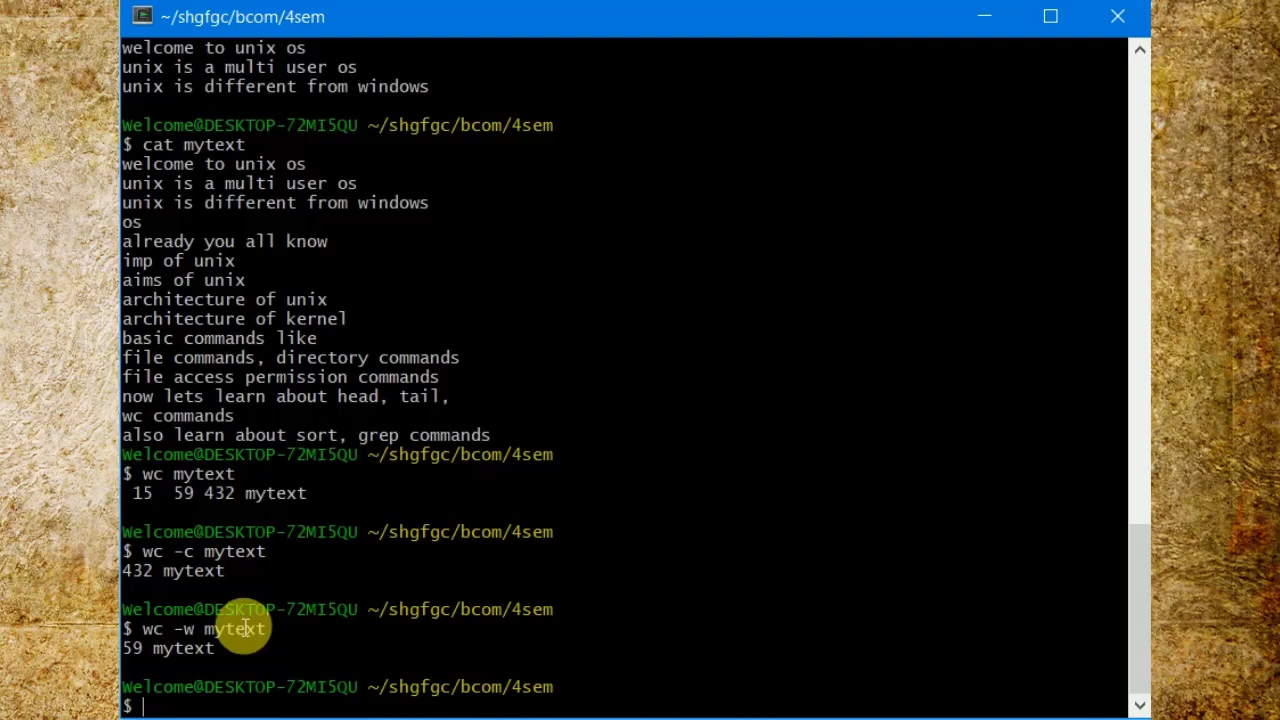 ~/shgfgc/bcom/4sem
welcome to unix os
unix is a multi user os
unix is different from windows
Welcome@DESKTOP-72MI5QU ~/shgfgc/bcom/4sem
$ cat mytext
welcome to unix os
unix is a multi user os
unix is different from windows
os
already you all know
imp of unix
aims of unix
architecture of unix
architecture of kernel
basic commands like
file commands, directory commands
file access permission commands
now lets learn about head, tail,
wc commands
also learn about sort, grep commands
Welcome@DESKTOP-72MI5QU ~/shgfgc/bcom/4sem
$ wc mytext
15 59 432 mytext
Welcome@DESKTOP-72MI5QU ~/shgfgc/bcom/4sem
$ wc -c mytext
432 mytext
Welcome@DESKTOP-72MI5QU ~/shgfgc/bcom/4sem
$ wc -w mytext
59 mytext
Welcome@DESKTOP-72MI5QU ~/shgfgc/bcom/4sem
$